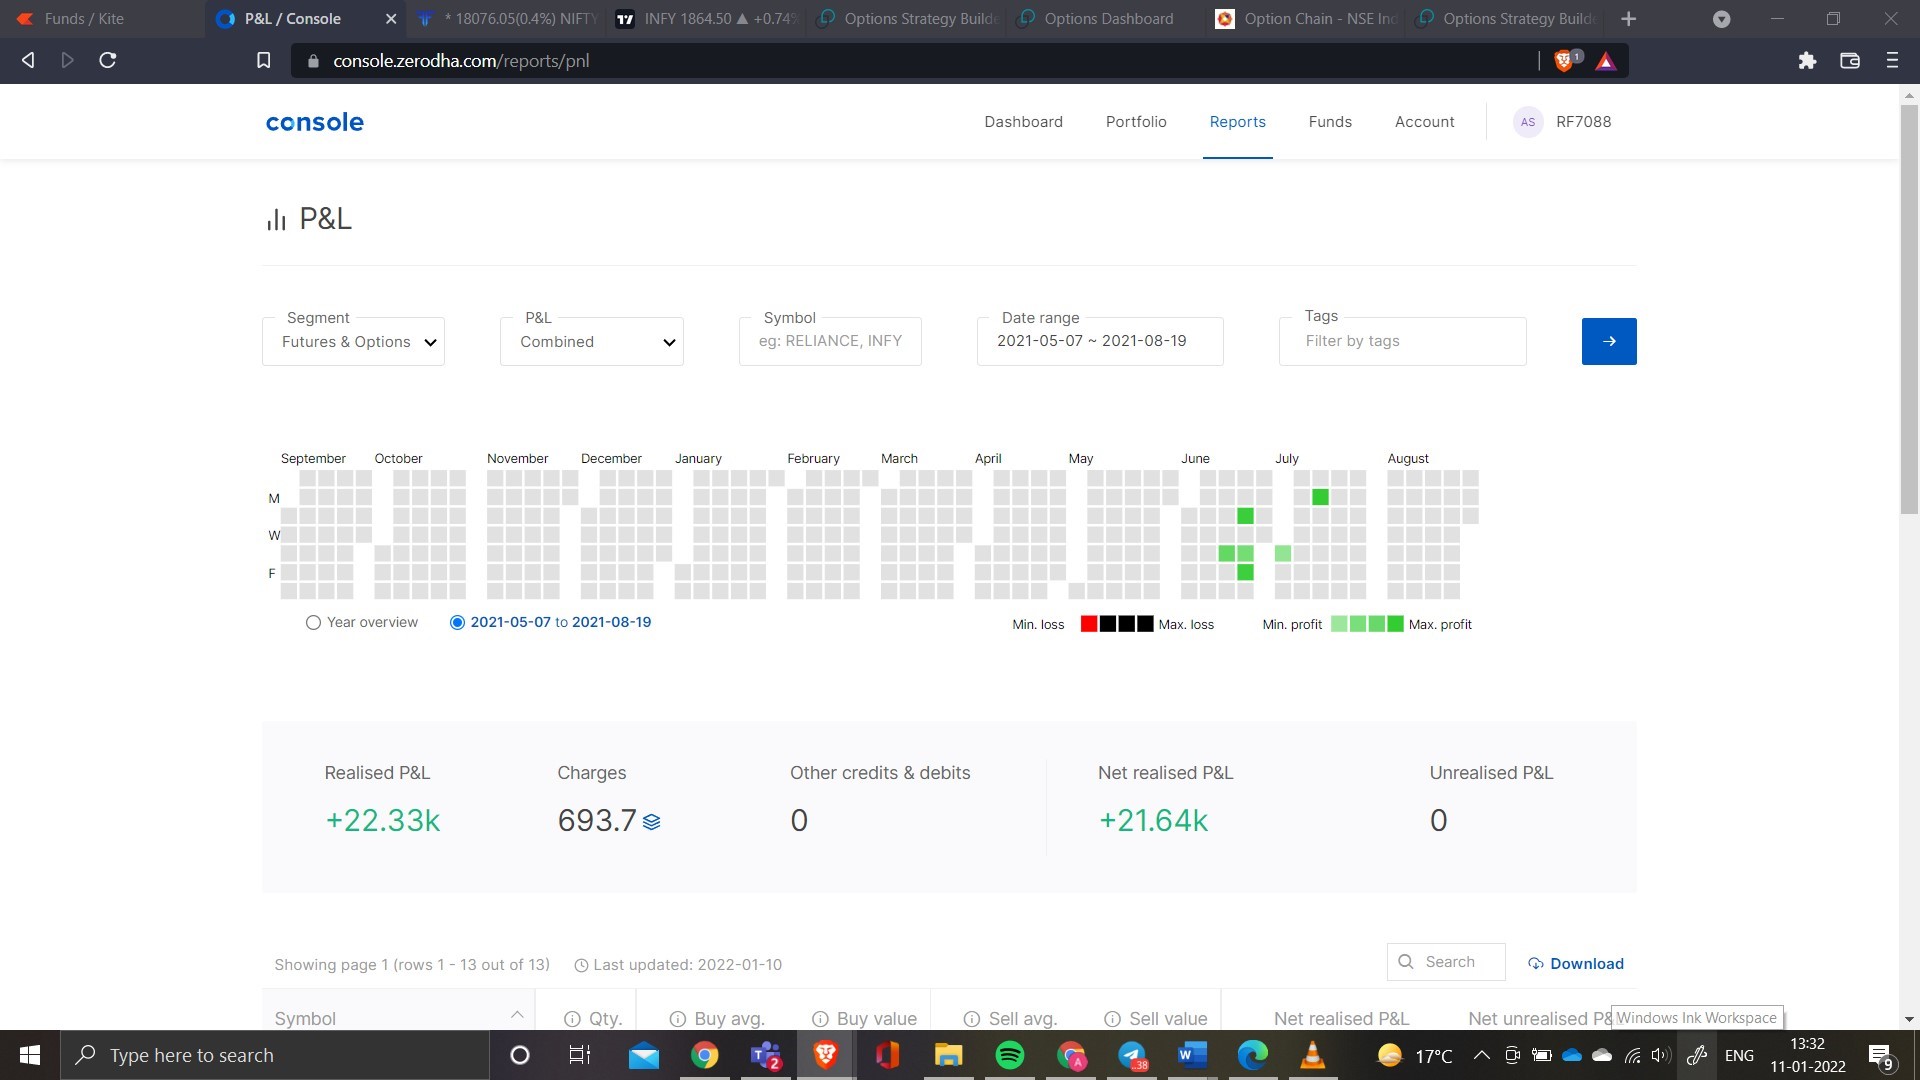 Funds / Kite
P&L / Console
* 18076.05(0.4%) NIFTY
INFY 1864.50 ▲ +0.74%
Options Strategy Builde
Options Dashboard
Option Chain - NSE Ind
Options Strategy Builde
console.zerodha.com/reports/pnl
1
console
Dashboard
Portfolio
Reports
Funds
Account
AS
RF7088
P&L
Segment
Futures & Options
P&L
Combined
Symbol
eg: RELIANCE, INFY
Date range
2021-05-07 ~ 2021-08-19
Tags
Filter by tags
September October November December January February March April May June July August
M
W
F
Year overview
2021-05-07 to 2021-08-19
Min. loss
Max. loss
Min. profit
Max. profit
Realised P&L
+22.33k
Charges
693.7
Other credits & debits
0
Net realised P&L
+21.64k
Unrealised P&L
0
Showing page 1 (rows 1 - 13 out of 13)
Last updated: 2022-01-10
Search
Download
Symbol
Qty.
Buy avg.
Buy value
Sell avg.
Sell value
Net realised P&L
Net unrealised P&
Windows Ink Workspace
Type here to search
2
A
38
17°C
ENG
13:32
11-01-2022
9